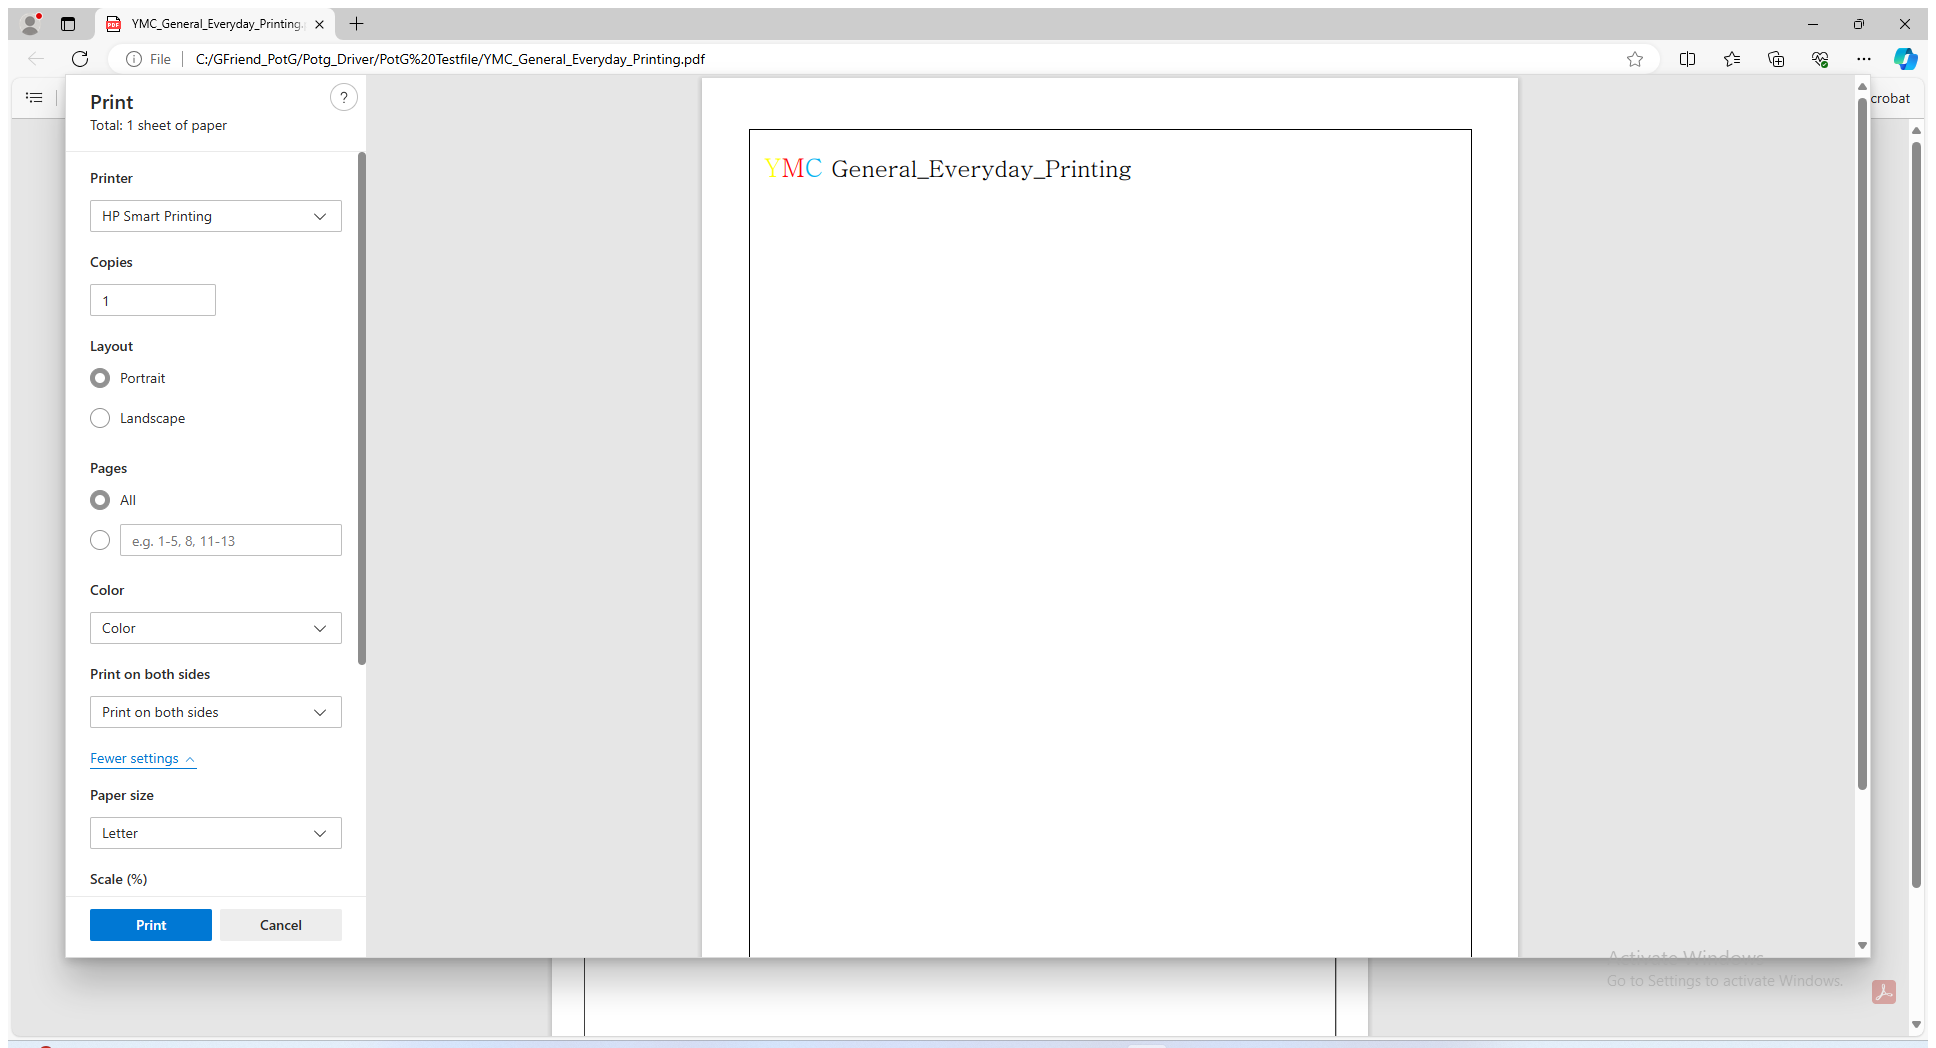 YMC_General_Everyday_Printing.
File
C:/GFriend_PotG/Potg_Driver/PotG%20Testfile/YMC_General_Everyday_Printing.pdf
crobat
Print
?
Total: 1 sheet of paper
Printer
HP Smart Printing
Copies
1
Layout
Portrait
Landscape
Pages
All
e.g. 1-5, 8, 11-13
Color
Color
Print on both sides
Print on both sides
Fewer settings
Paper size
Letter
Scale (%)
Print
Cancel
YMC General_Everyday_Printing
Activate Windows
Go to Settings to activate Windows.